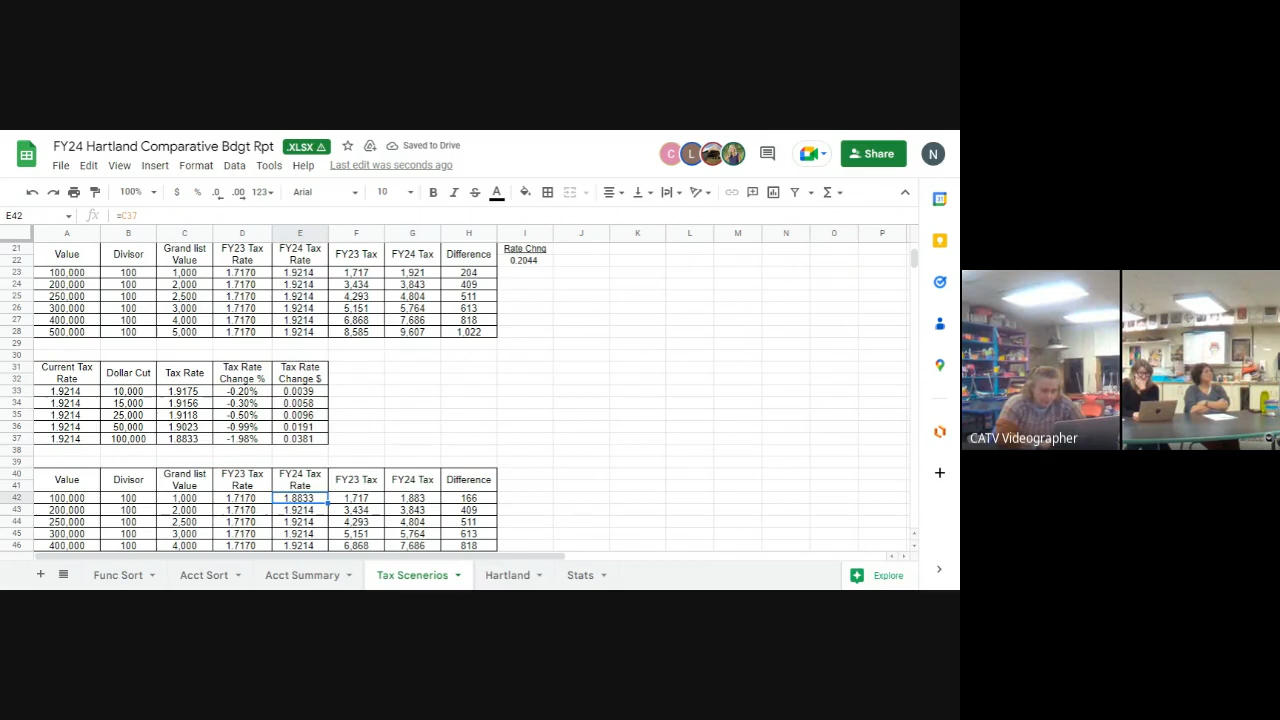 FY24 Hartland Comparative Bdgt Rpt .XLSX Saved to Drive
File Edit View Insert Format Data Tools Help Last edit was seconds ago
Share N
100% $ % .0 .00 123 Arial 10 B I S A
E42 fx =C37
A B C D E F G H I J K L M N O P
21 Value Divisor Grand list FY23 Tax FY24 Tax FY23 Tax FY24 Tax Difference Rate Chng
22 Value Rate Rate 0.2044
23 100,000 100 1,000 1.7170 1.9214 1,717 1,921 204
24 200,000 100 2,000 1.7170 1.9214 3,434 3,843 409
25 250,000 100 2,500 1.7170 1.9214 4,293 4,804 511
26 300,000 100 3,000 1.7170 1.9214 5,151 5,764 613
27 400,000 100 4,000 1.7170 1.9214 6,868 7,686 818
28 500,000 100 5,000 1.7170 1.9214 8,585 9,607 1,022
29
30
31 Current Tax Dollar Cut Tax Rate Tax Rate Tax Rate
32 Rate Change % Change $
33 1.9214 10,000 1.9175 -0.20% 0.0039
34 1.9214 15,000 1.9156 -0.30% 0.0058
35 1.9214 25,000 1.9118 -0.50% 0.0096
36 1.9214 50,000 1.9023 -0.99% 0.0191
37 1.9214 100,000 1.8833 -1.98% 0.0381
38
39
40 Value Divisor Grand list FY23 Tax FY24 Tax FY23 Tax FY24 Tax Difference
41 Value Rate Rate
42 100,000 100 1,000 1.7170 1.8833 1,717 1,883 166
43 200,000 100 2,000 1.7170 1.9214 3,434 3,843 409
44 250,000 100 2,500 1.7170 1.9214 4,293 4,804 511
45 300,000 100 3,000 1.7170 1.9214 5,151 5,764 613
46 400,000 100 4,000 1.7170 1.9214 6,868 7,686 818
Func Sort Acct Sort Acct Summary Tax Scenerios Hartland Stats Explore
CATV Videographer